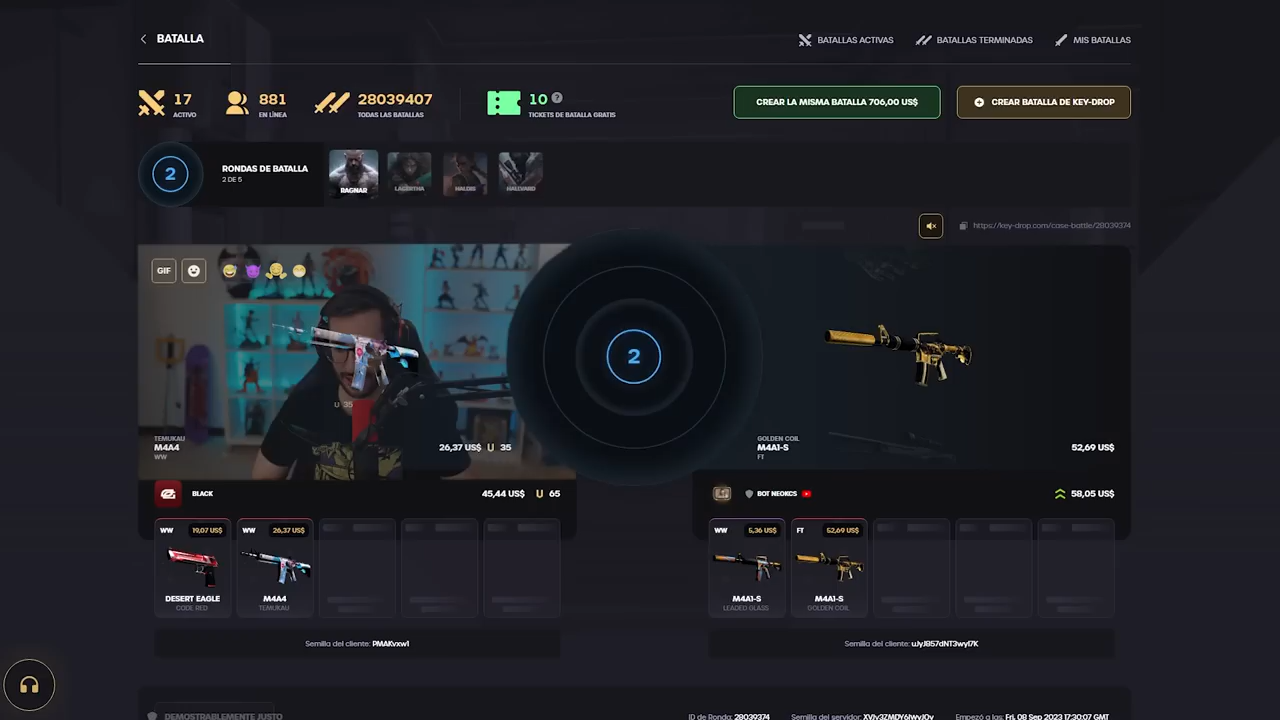 BATALLA
BATALLAS ACTIVAS
BATALLAS TERMINADAS
MIS BATALLAS
17
ACTIVO
881
EN LÍNEA
28039407
TODAS LAS BATALLAS
10 ?
TICKETS DE BATALLA GRATIS
CREAR LA MISMA BATALLA 706,00 US$
CREAR BATALLA DE KEY-DROP
2
RONDAS DE BATALLA
2 DE 5
RAGNAR
LAGERTHA
HALDIS
HALLVARD
https://key-drop.com/case-battle/28039374
GIF
U 35
2
TEMUKAU
M4A4
WW
26,37 US$ U 35
GOLDEN COIL
M4A1-S
FT
52,69 US$
BLACK
45,44 US$ U 65
BOT NEOKCS
58,05 US$
WW 19,07 US$
DESERT EAGLE
CODE RED
WW 26,37 US$
M4A4
TEMUKAU
WW 5,36 US$
M4A1-S
LEADED GLASS
FT 52,69 US$
M4A1-S
GOLDEN COIL
Semilla del cliente: PMAKvxw1
Semilla del cliente: uJyJ857dNT3wy17K
DEMOSTRABLEMENTE JUSTO
ID de Ronda: 28039374
Semilla del servidor:
Empezó a las: Fri, 08 Sep 2023 17:30:07 GMT